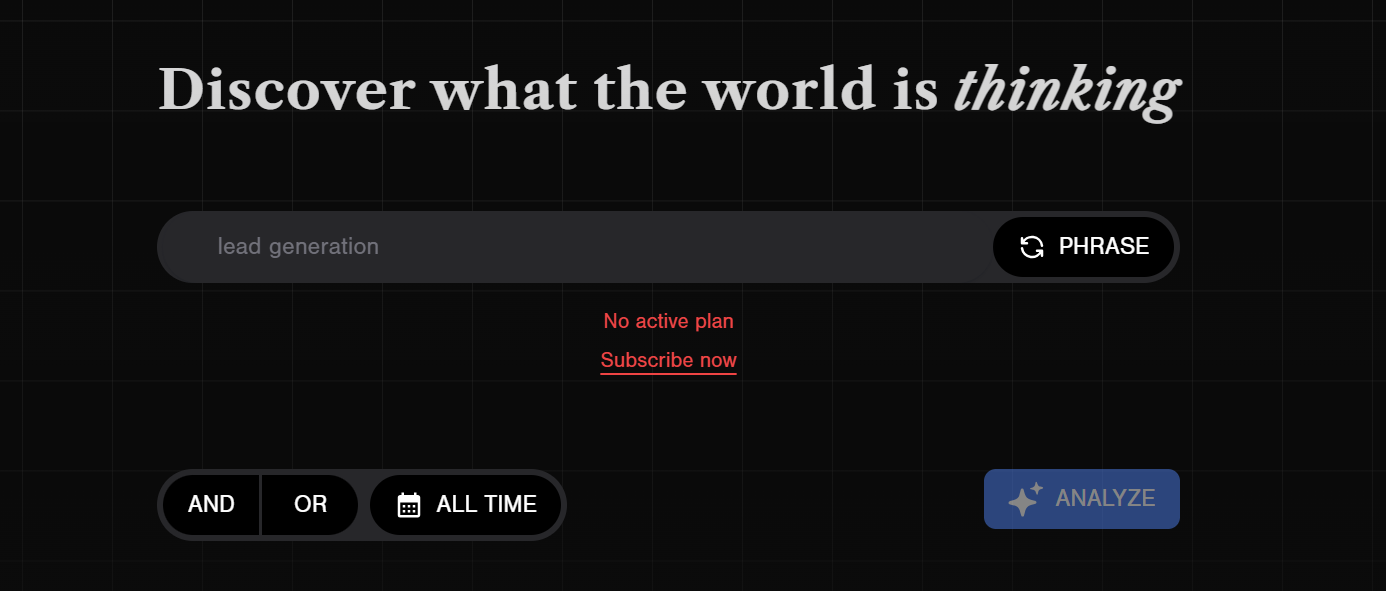 Discover what the world is thinking
lead generation
PHRASE
No active plan
Subscribe now
AND
OR
ALL TIME
ANALYZE